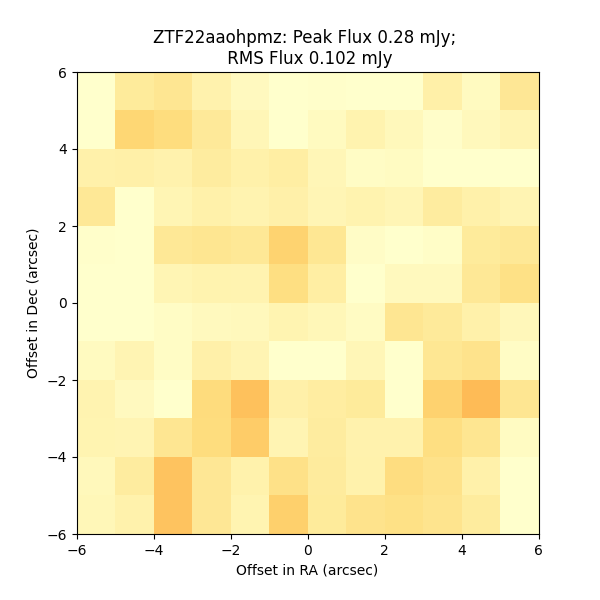 ZTF22aaohpmz: Peak Flux 0.28 mJy;
RMS Flux 0.102 mJy
6
4
2
0
−2
−4
−6
Offset in Dec (arcsec)
−6 −4 −2 0 2 4 6
Offset in RA (arcsec)